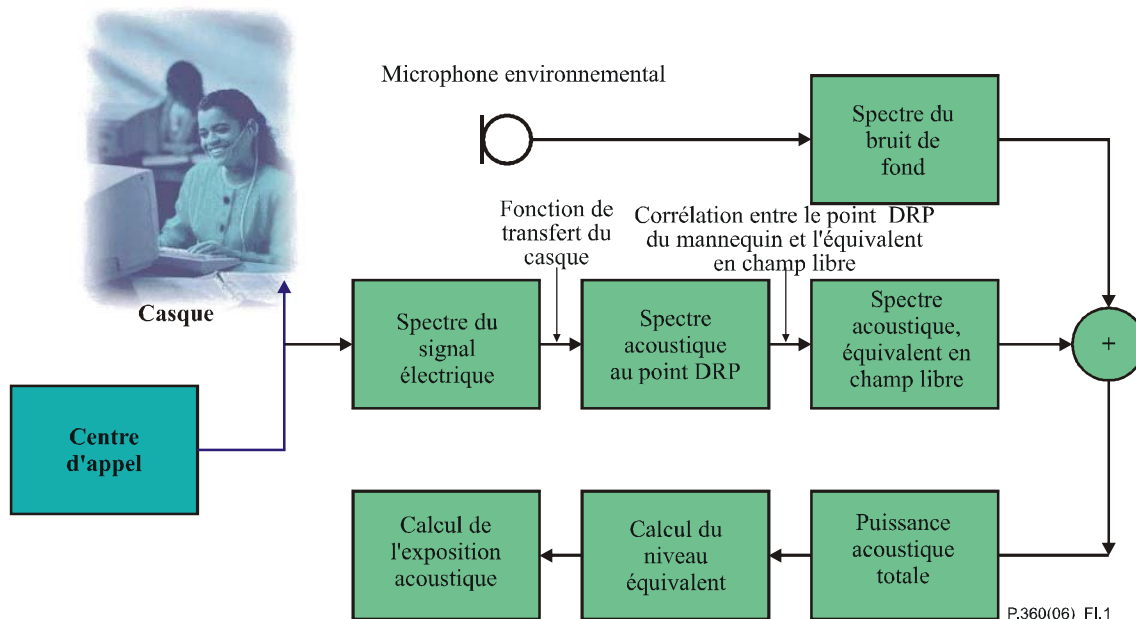 Microphone environnemental
Spectre du
bruit de
fond
Fonction de
transfert du
casque
Corrélation entre le point DRP
du mannequin et l'équivalent
en champ libre
Casque
Spectre du
signal
électrique
Spectre
acoustique
au point DRP
Spectre
acoustique,
équivalent en
champ libre
+
Centre
d'appel
Calcul de
l'exposition
acoustique
Calcul du
niveau
équivalent
Puissance
acoustique
totale
P.360(06)_FI.1